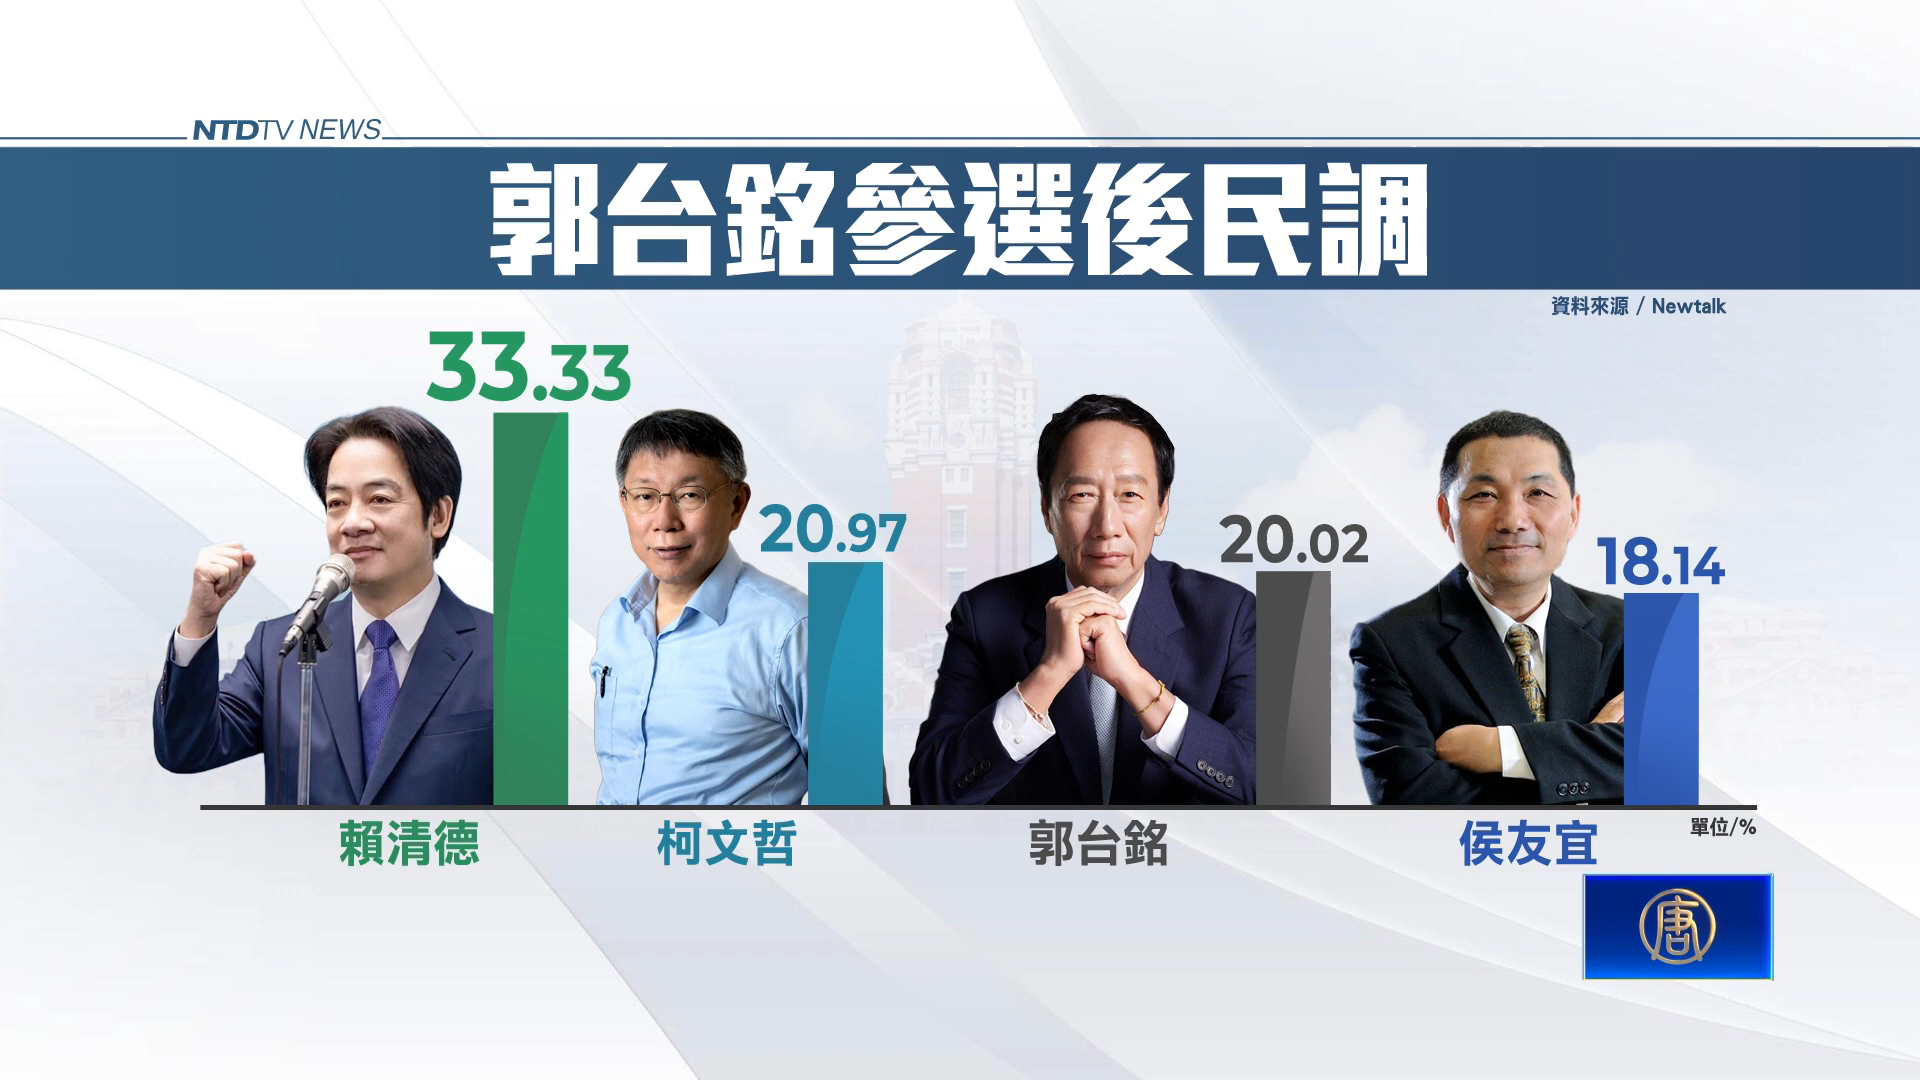 NTDTV NEWS
郭台銘參選後民調
資料來源 / Newtalk
33.33
20.97
20.02
18.14
賴清德
柯文哲
郭台銘
侯友宜
單位/%
唐